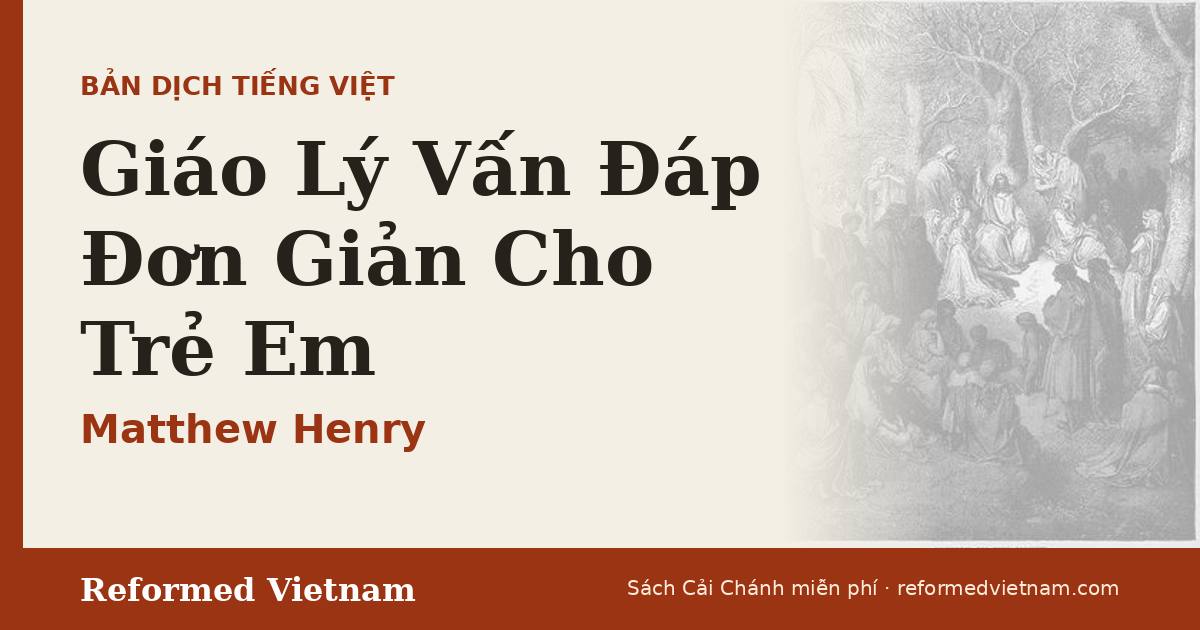 BẢN DỊCH TIẾNG VIỆT
Giáo Lý Vấn Đáp
Đơn Giản Cho
Trẻ Em
Matthew Henry
Reformed Vietnam
Sách Cải Chánh miễn phí · reformedvietnam.com